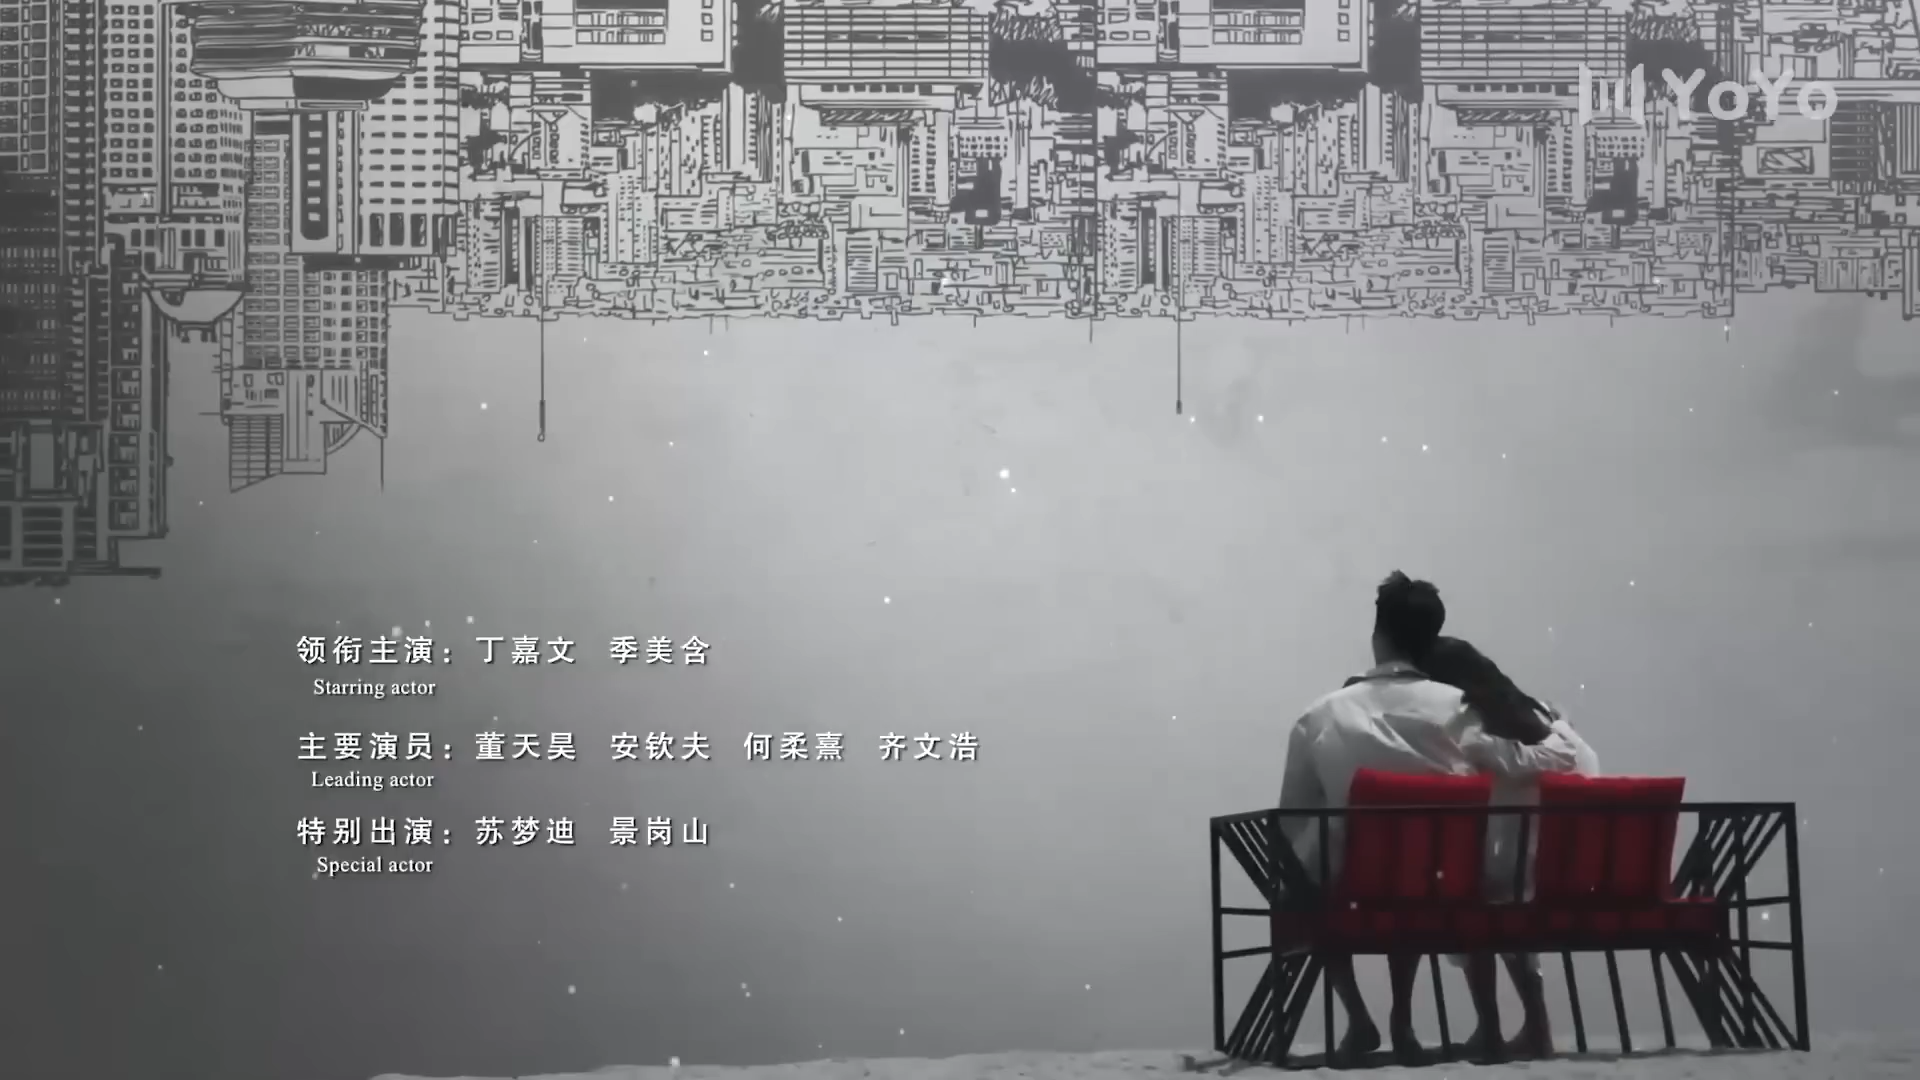 YoYo
领衔主演：丁嘉文 季美含
Starring actor
主要演员：董天昊 安钦夫 何柔熹 齐文浩
Leading actor
特别出演：苏梦迪 景岗山
Special actor